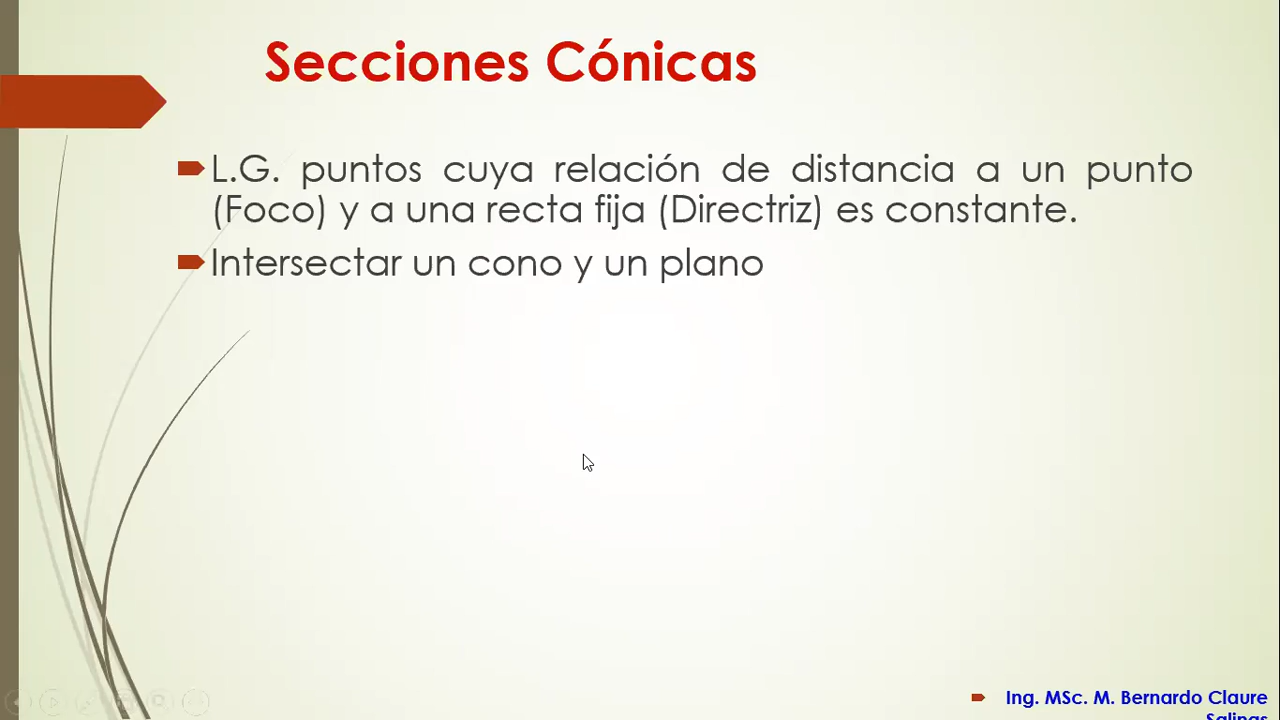 Secciones Cónicas
L.G. puntos cuya relación de distancia a un punto
(Foco) y a una recta fija (Directriz) es constante.
Intersectar un cono y un plano
Ing. MSc. M. Bernardo Claure
Salinas